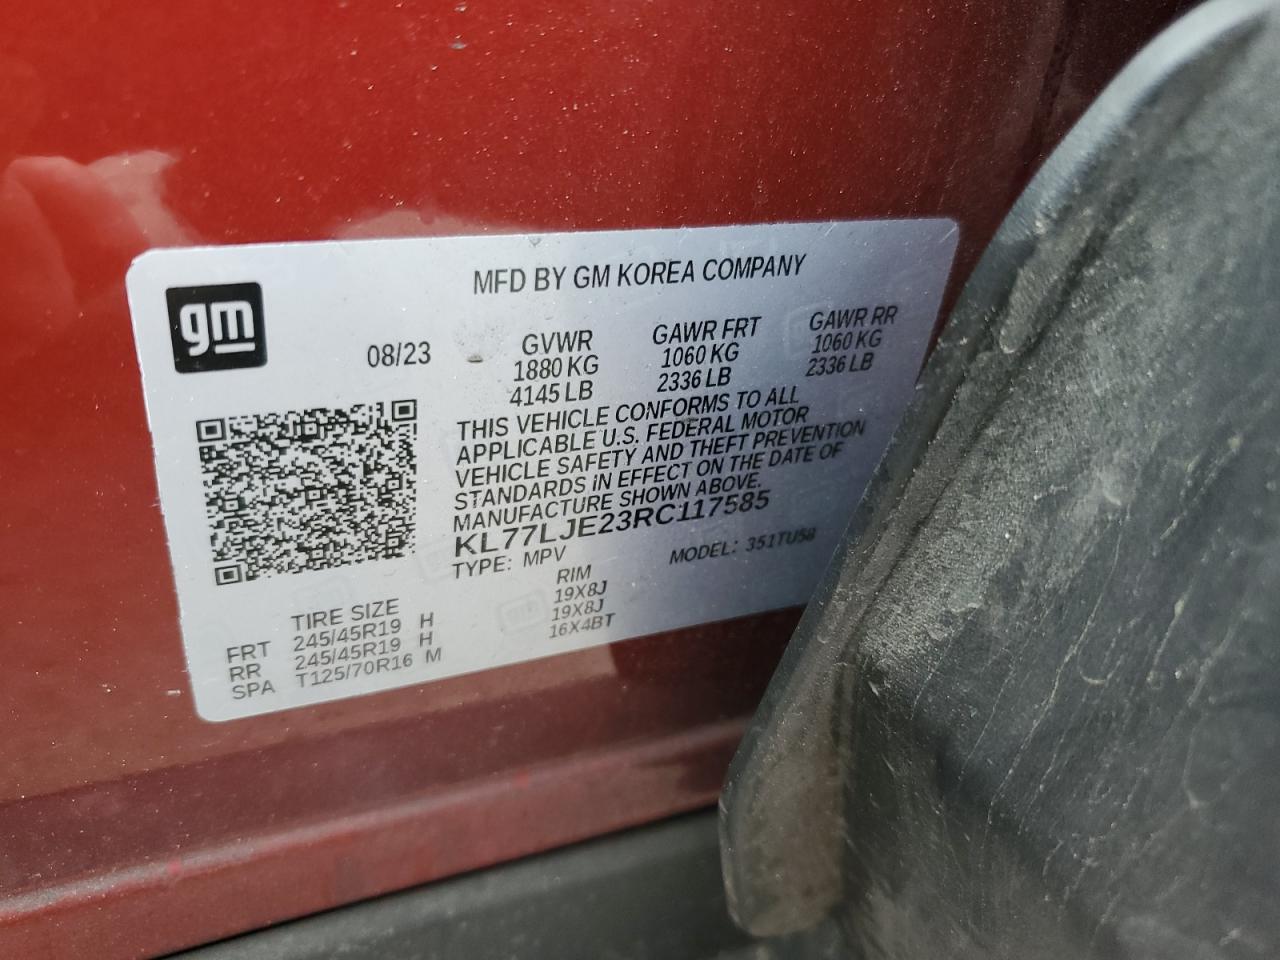 gm
MFD BY GM KOREA COMPANY
08/23 GVWR GAWR FRT GAWR RR
1880 KG 1060 KG 1060 KG
4145 LB 2336 LB 2336 LB
THIS VEHICLE CONFORMS TO ALL
APPLICABLE U.S. FEDERAL MOTOR
VEHICLE SAFETY AND THEFT PREVENTION
STANDARDS IN EFFECT ON THE DATE OF
MANUFACTURE SHOWN ABOVE.
KL77LJE23RC117585
TYPE: MPV MODEL: 351TU58
TIRE SIZE RIM
FRT 245/45R19 H 19X8J
RR 245/45R19 H 19X8J
SPA T125/70R16 M 16X4BT